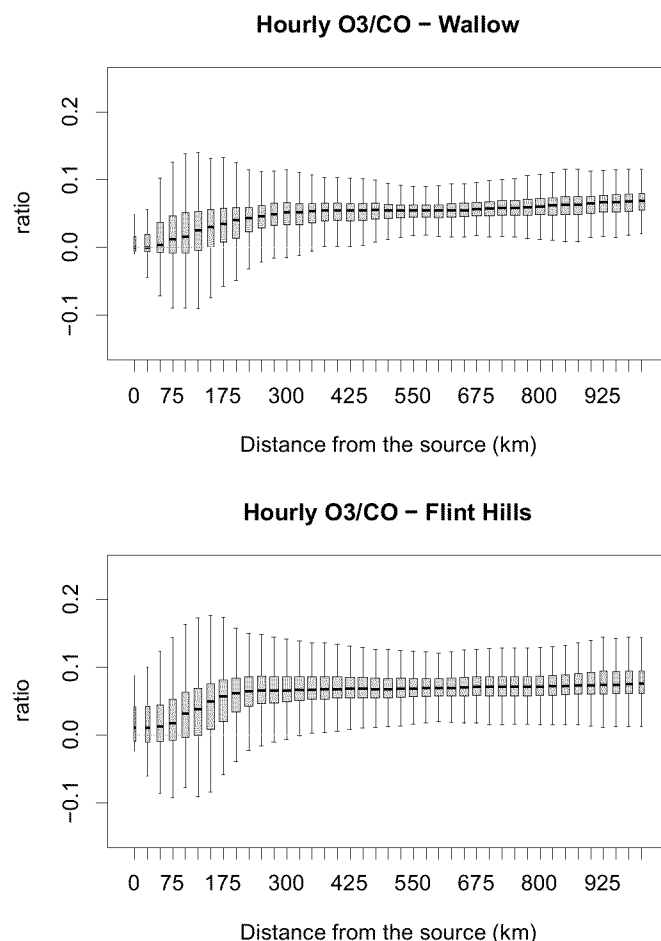 Hourly O3/CO − Wallow
ratio
0.2
0.1
0.0
−0.1
0 75 175 300 425 550 675 800 925
Distance from the source (km)
Hourly O3/CO − Flint Hills
ratio
0.2
0.1
0.0
−0.1
0 75 175 300 425 550 675 800 925
Distance from the source (km)